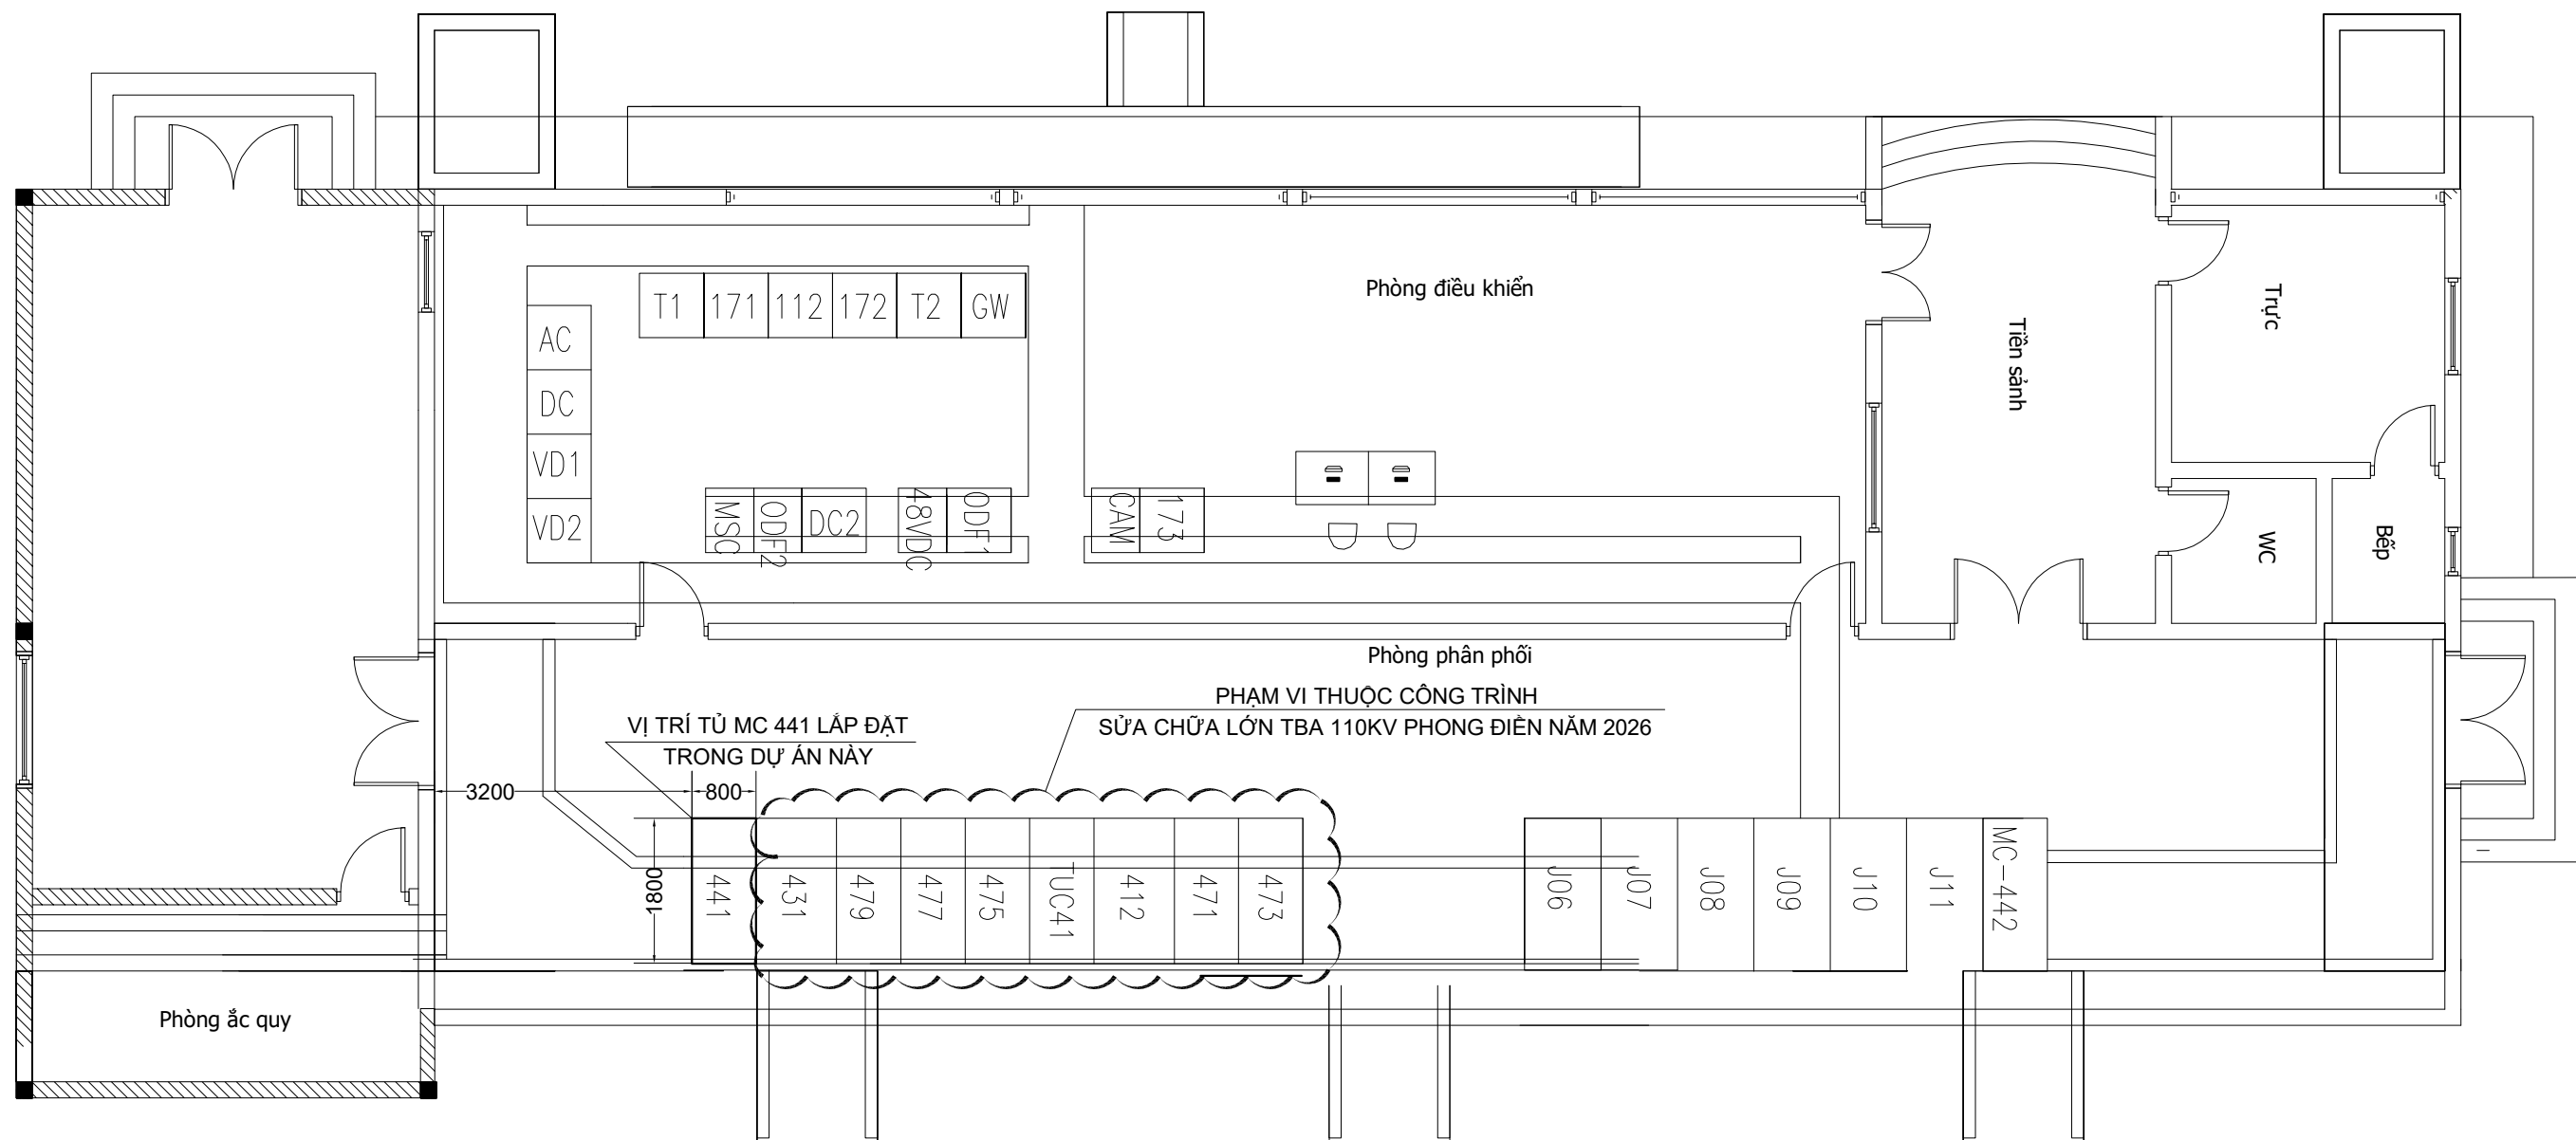 Phòng điều khiển
T1 171 112 172 T2 GW
AC
DC
VD1
VD2
MSC ODF2 DC2 48VDC ODF1 CAM 173
Tiền sảnh
Trực
WC
Bếp
Phòng phân phối
PHẠM VI THUỘC CÔNG TRÌNH
SỬA CHỮA LỚN TBA 110KV PHONG ĐIỀN NĂM 2026
VỊ TRÍ TỦ MC 441 LẮP ĐẶT
TRONG DỰ ÁN NÀY
3200 800
1800
441 431 479 477 475 TUC41 412 471 473
J06 J07 J08 J09 J10 J11 MC-442
Phòng ắc quy